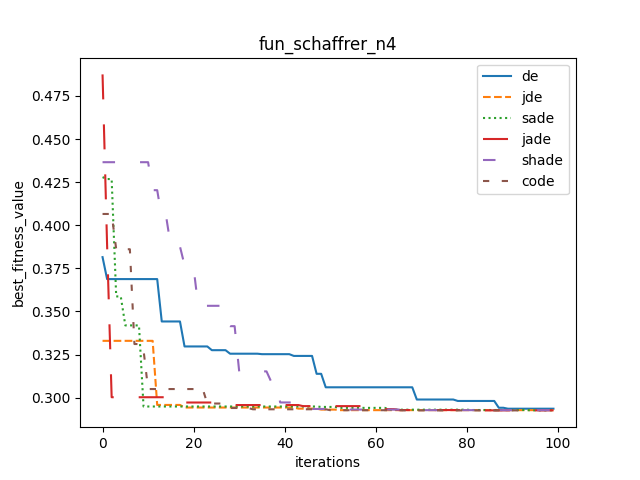 fun_schaffrer_n4
best_fitness_value
0.475
0.450
0.425
0.400
0.375
0.350
0.325
0.300
de
jde
sade
jade
shade
code
0 20 40 60 80 100
iterations